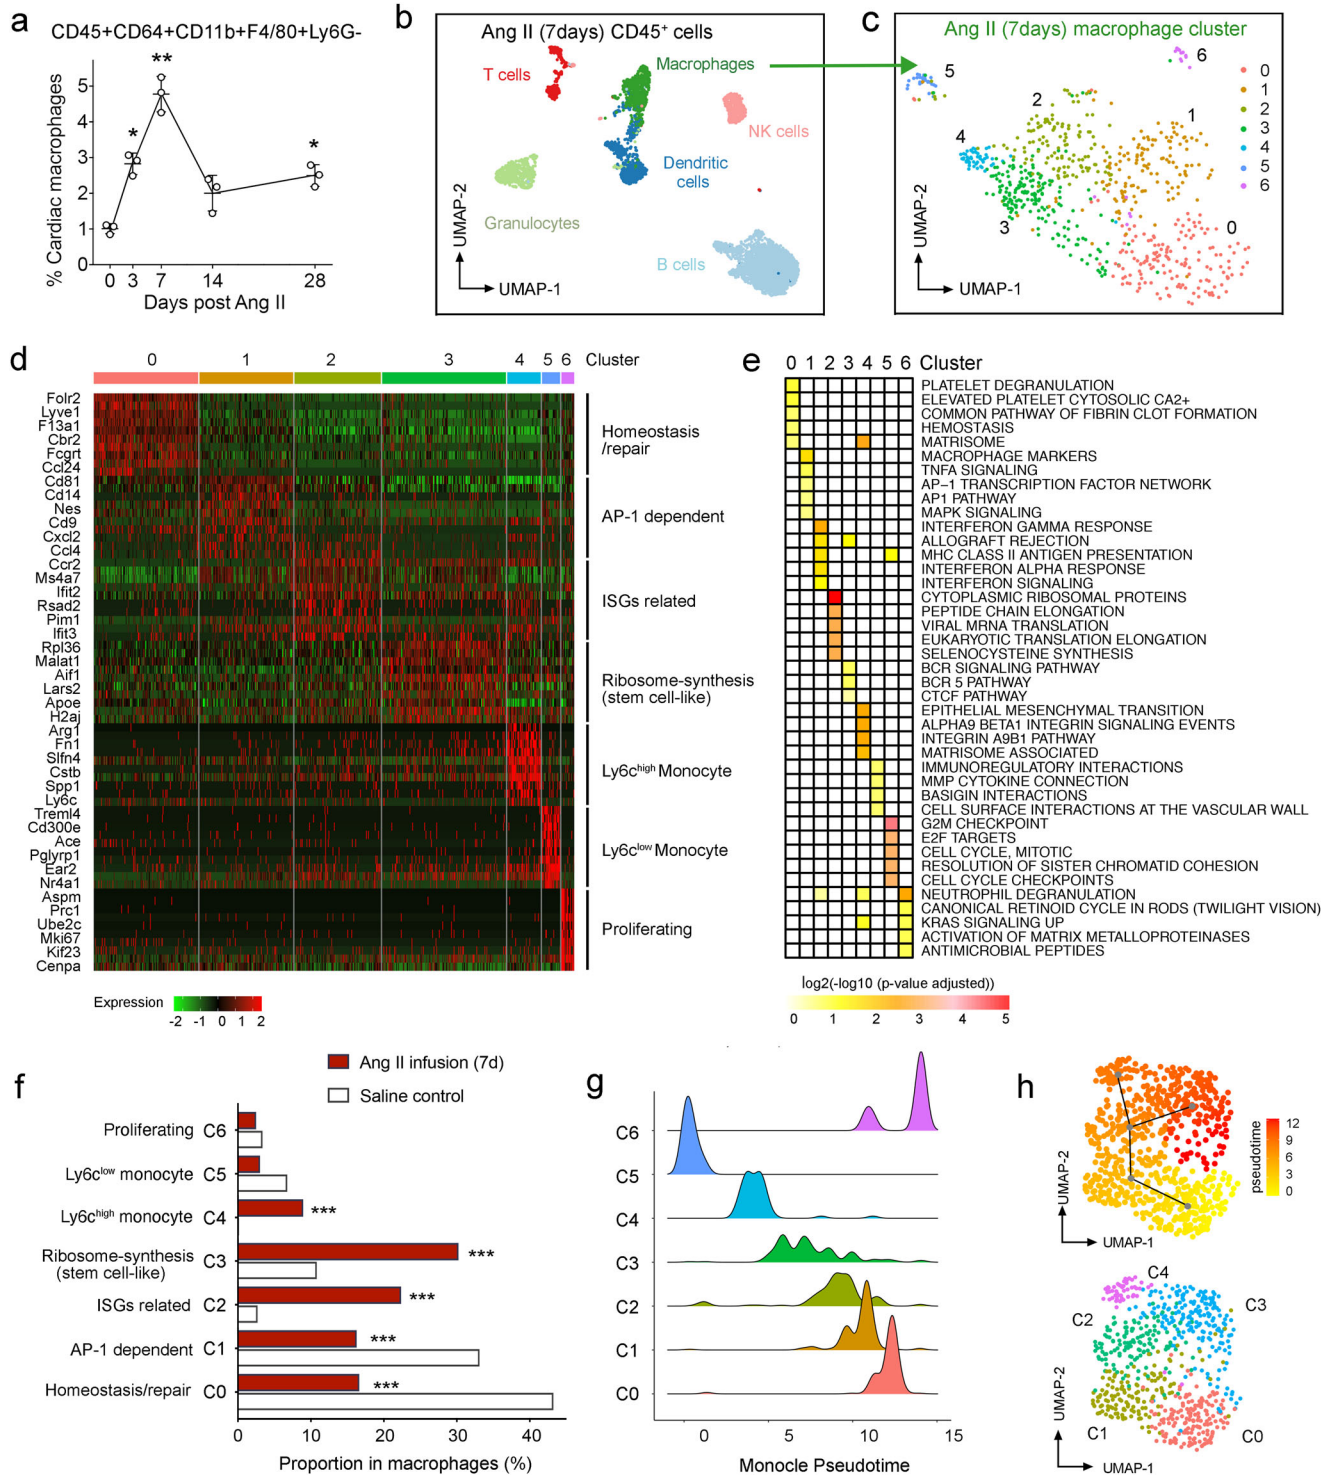 a
CD45+CD64+CD11b+F4/80+Ly6G-
% Cardiac macrophages
5
4
3
2
1
0
*
**
*
0 3 7 14 28
Days post Ang II
b
Ang II (7days) CD45+ cells
T cells
Macrophages
NK cells
Dendritic
cells
Granulocytes
B cells
UMAP-2
UMAP-1
c
Ang II (7days) macrophage cluster
6
5
2
1
4
3
0
0
1
2
3
4
5
6
UMAP-2
UMAP-1
d
0 1 2 3 4 5 6 Cluster
Folr2
Lyve1
F13a1
Cbr2
Fcgrt
Ccl24
Cd81
Cd14
Nes
Cd9
Cxcl2
Ccl4
Ccr2
Ms4a7
Ifit2
Rsad2
Pim1
Ifit3
Rpl36
Malat1
Aif1
Lars2
Apoe
H2aj
Arg1
Fn1
Slfn4
Cstb
Spp1
Ly6c
Treml4
Cd300e
Ace
Pglyrp1
Ear2
Nr4a1
Aspm
Prc1
Ube2c
Mki67
Kif23
Cenpa
Homeostasis
/repair
AP-1 dependent
ISGs related
Ribosome-synthesis
(stem cell-like)
Ly6chigh Monocyte
Ly6clow Monocyte
Proliferating
Expression
-2 -1 0 1 2
e
0 1 2 3 4 5 6 Cluster
PLATELET DEGRANULATION
ELEVATED PLATELET CYTOSOLIC CA2+
COMMON PATHWAY OF FIBRIN CLOT FORMATION
HEMOSTASIS
MATRISOME
MACROPHAGE MARKERS
TNFA SIGNALING
AP-1 TRANSCRIPTION FACTOR NETWORK
AP1 PATHWAY
MAPK SIGNALING
INTERFERON GAMMA RESPONSE
ALLOGRAFT REJECTION
MHC CLASS II ANTIGEN PRESENTATION
INTERFERON ALPHA RESPONSE
INTERFERON SIGNALING
CYTOPLASMIC RIBOSOMAL PROTEINS
PEPTIDE CHAIN ELONGATION
VIRAL MRNA TRANSLATION
EUKARYOTIC TRANSLATION ELONGATION
SELENOCYSTEINE SYNTHESIS
BCR SIGNALING PATHWAY
BCR 5 PATHWAY
CTCF PATHWAY
EPITHELIAL MESENCHYMAL TRANSITION
ALPHA9 BETA1 INTEGRIN SIGNALING EVENTS
INTEGRIN A9B1 PATHWAY
MATRISOME ASSOCIATED
IMMUNOREGULATORY INTERACTIONS
MMP CYTOKINE CONNECTION
BASIGIN INTERACTIONS
CELL SURFACE INTERACTIONS AT THE VASCULAR WALL
G2M CHECKPOINT
E2F TARGETS
CELL CYCLE, MITOTIC
RESOLUTION OF SISTER CHROMATID COHESION
CELL CYCLE CHECKPOINTS
NEUTROPHIL DEGRANULATION
CANONICAL RETINOID CYCLE IN RODS (TWILIGHT VISION)
KRAS SIGNALING UP
ACTIVATION OF MATRIX METALLOPROTEINASES
ANTIMICROBIAL PEPTIDES
log2(-log10 (p-value adjusted))
0 1 2 3 4 5
f
Ang II infusion (7d)
Saline control
Proliferating C6
Ly6clow monocyte C5
Ly6chigh monocyte C4 ***
Ribosome-synthesis
(stem cell-like) C3 ***
ISGs related C2 ***
AP-1 dependent C1 ***
Homeostasis/repair C0 ***
0 10 20 30 40
Proportion in macrophages (%)
g
C6
C5
C4
C3
C2
C1
C0
0 5 10 15
Monocle Pseudotime
h
UMAP-2
UMAP-1
pseudotime
12
9
6
3
0
C4
C3
C2
C1
C0
UMAP-2
UMAP-1